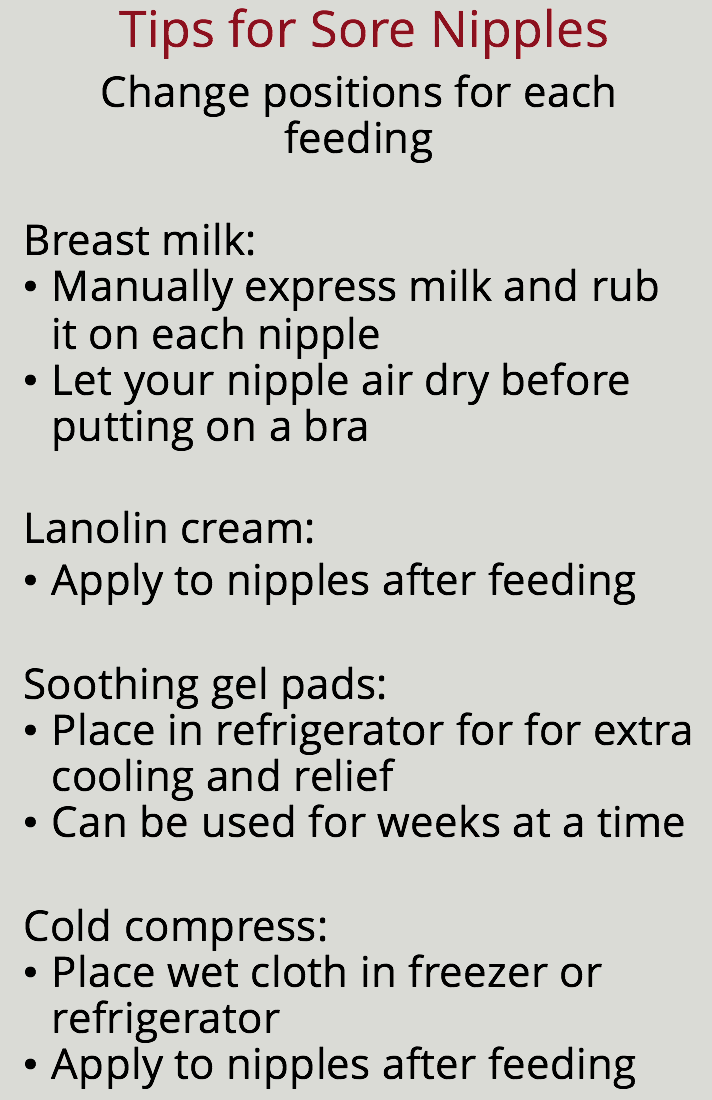 Tips for Sore Nipples
Change positions for each
feeding
Breast milk:
• Manually express milk and rub
it on each nipple
• Let your nipple air dry before
putting on a bra
Lanolin cream:
• Apply to nipples after feeding
Soothing gel pads:
• Place in refrigerator for for extra
cooling and relief
• Can be used for weeks at a time
Cold compress:
• Place wet cloth in freezer or
refrigerator
• Apply to nipples after feeding